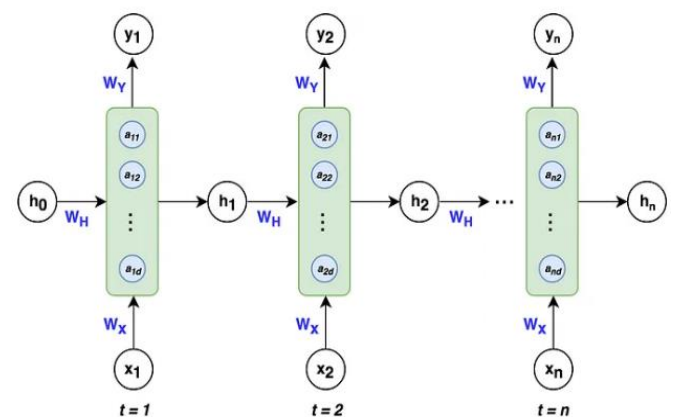 y1 y2 yn
WY WY WY
a11 a21 an1
a12 a22 an2
h0 h1 h2 ... hn
WH WH WH
⋮ ⋮ ⋮
a1d a2d and
WX WX WX
x1 x2 xn
t = 1 t = 2 t = n